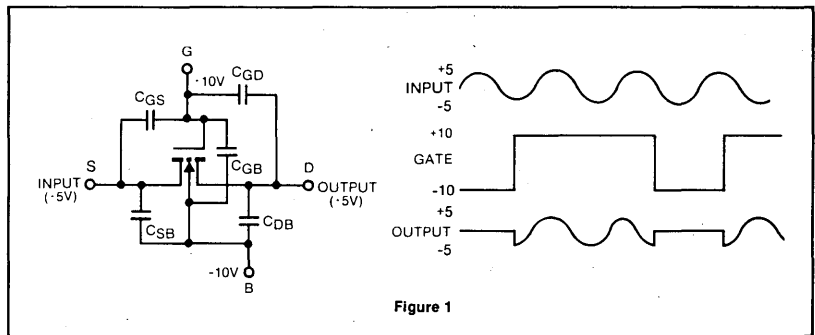 G
-10V
CGD
CGS
CGB
S
D
INPUT
(·5V)
OUTPUT
(·5V)
CSB
CDB
-10V
B
+5
INPUT
-5
+10
GATE
-10
+5
OUTPUT
-5
Figure 1